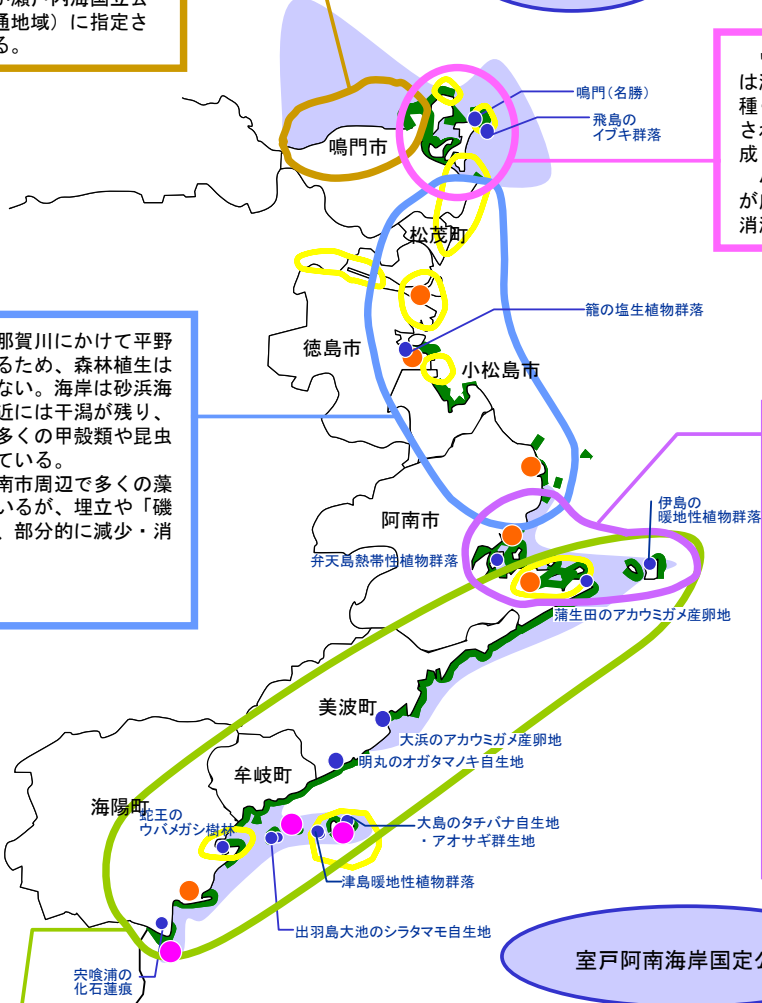 瀬戸内海国立公
通地域）に指定さ
る。
鳴門（名勝）
飛島の
イブキ群落
鳴門市
松茂町
籠の塩生植物群落
徳島市
小松島市
那賀川にかけて平野
るため、森林植生は
ない。海岸は砂浜海
近には干潟が残り、
多くの甲殻類や昆虫
ている。
南市周辺で多くの藻
いるが、埋立や「磯
、部分的に減少・消
阿南市
伊島の
暖地性植物群落
弁天島熱帯性植物群落
蒲生田のアカウミガメ産卵地
美波町
大浜のアカウミガメ産卵地
明丸のオガタマノキ自生地
牟岐町
海陽町
蛇王の
ウバメガシ樹林
大島のタチバナ自生地
・アオサギ群生地
津島暖地性植物群落
出羽島大池のシラタマモ自生地
宍喰浦の
化石漣痕
室戸阿南海岸国定公
は
種
され
成
が
消